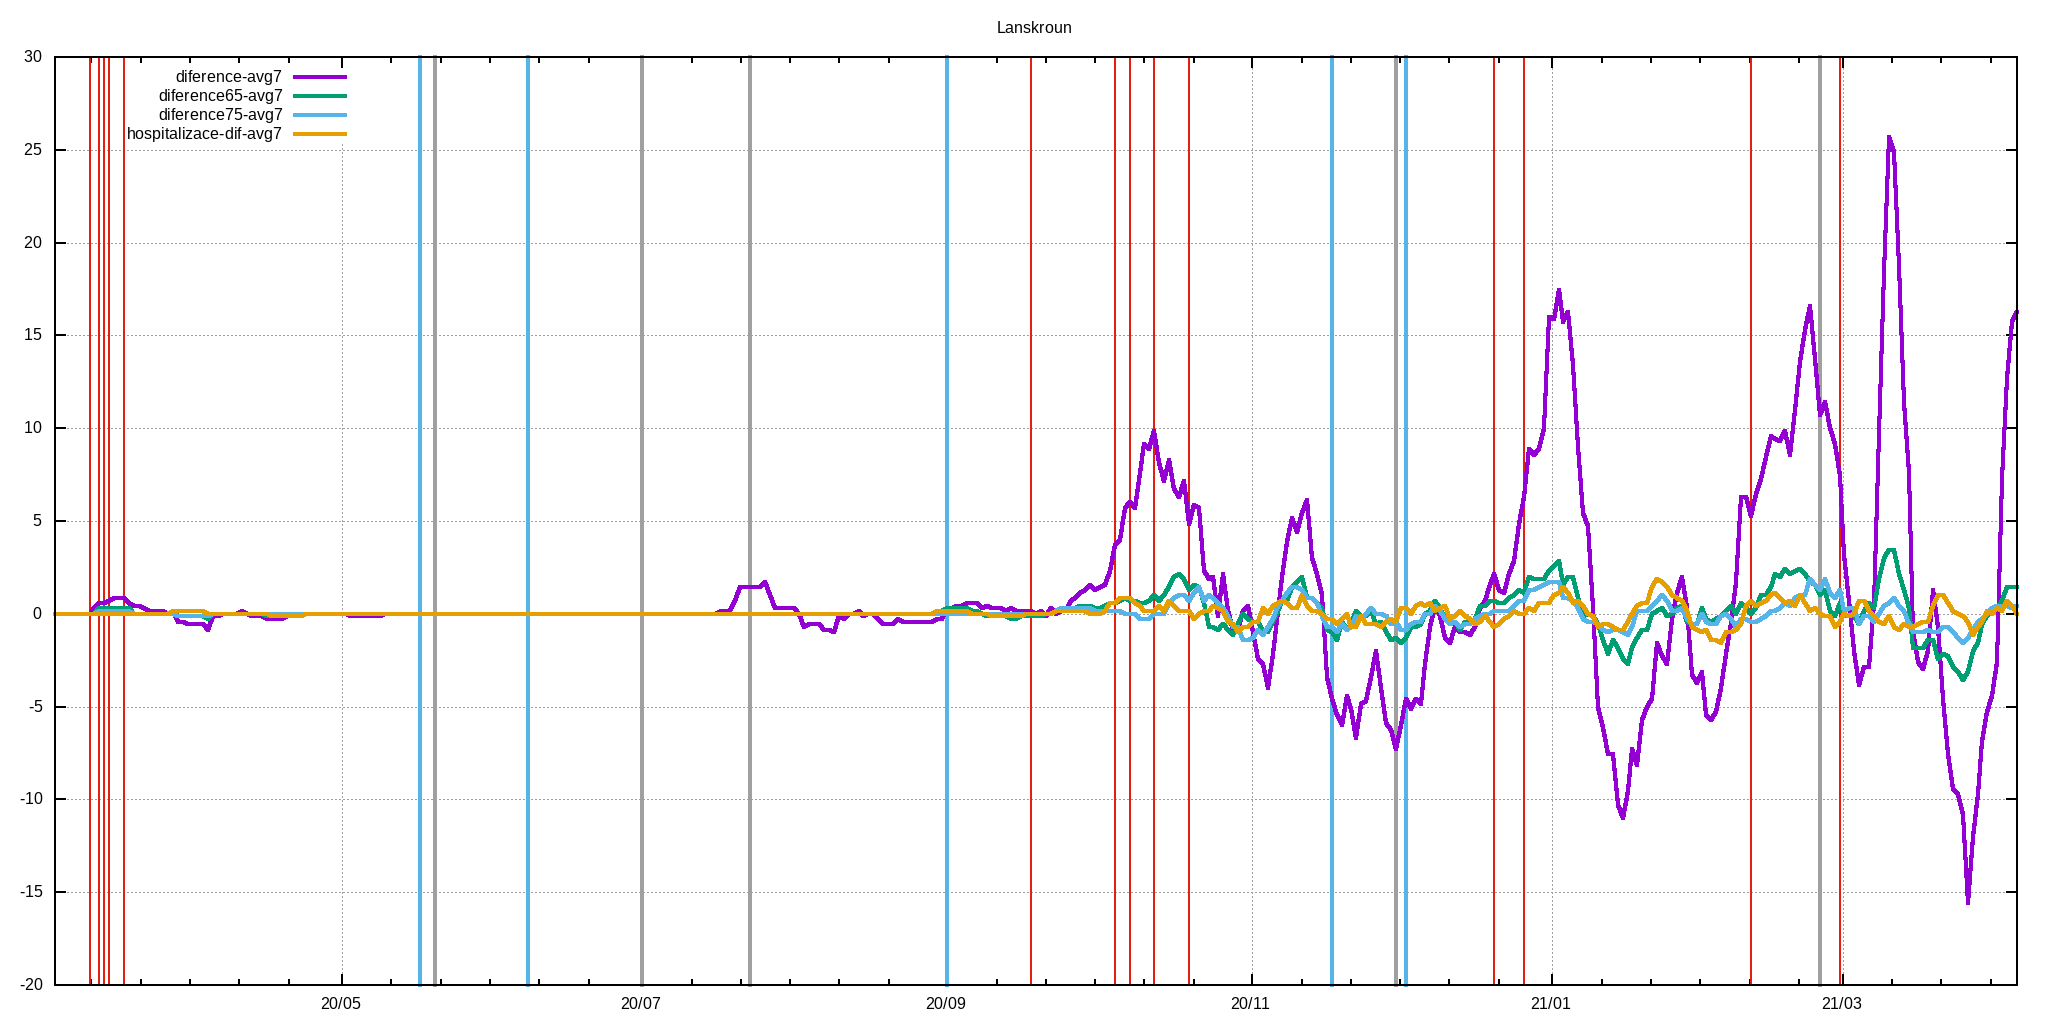 Lanskroun
30
25
20
15
10
5
0
-5
-10
-15
-20
diference-avg7
diference65-avg7
diference75-avg7
hospitalizace-dif-avg7
20/05 20/07 20/09 20/11 21/01 21/03